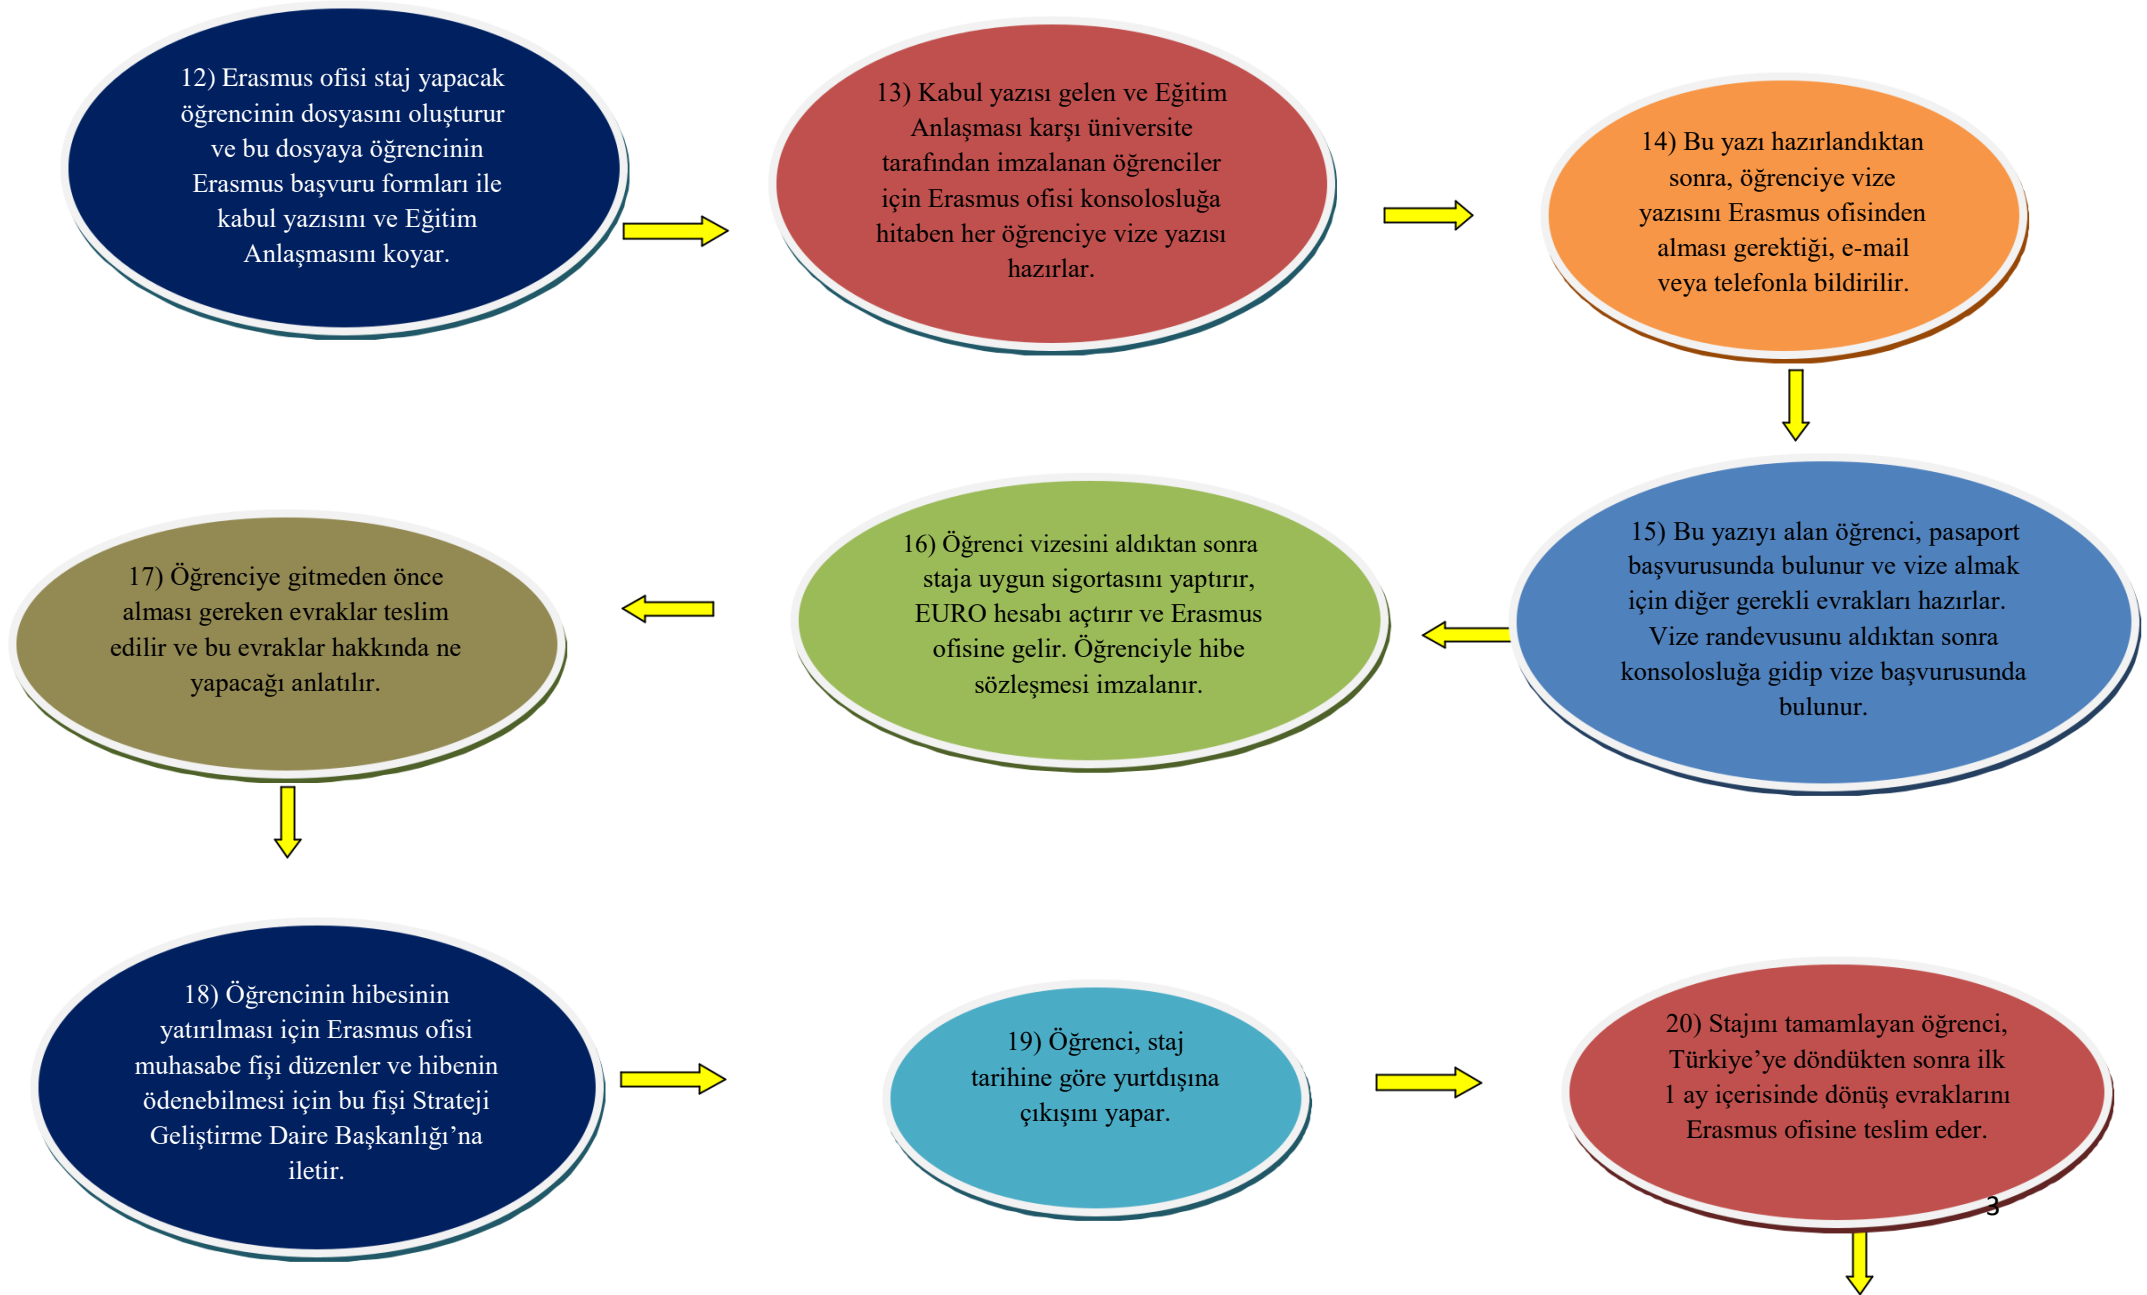 12) Erasmus ofisi staj yapacak
öğrencinin dosyasını oluşturur
ve bu dosyaya öğrencinin
Erasmus başvuru formları ile
kabul yazısını ve Eğitim
Anlaşmasını koyar.
13) Kabul yazısı gelen ve Eğitim
Anlaşması karşı üniversite
tarafından imzalanan öğrenciler
için Erasmus ofisi konsolosluğa
hitaben her öğrenciye vize yazısı
hazırlar.
14) Bu yazı hazırlandıktan
sonra, öğrenciye vize
yazısını Erasmus ofisinden
alması gerektiği, e-mail
veya telefonla bildirilir.
15) Bu yazıyı alan öğrenci, pasaport
başvurusunda bulunur ve vize almak
için diğer gerekli evrakları hazırlar.
Vize randevusunu aldıktan sonra
konsolosluğa gidip vize başvurusunda
bulunur.
16) Öğrenci vizesini aldıktan sonra
staja uygun sigortasını yaptırır,
EURO hesabı açtırır ve Erasmus
ofisine gelir. Öğrenciyle hibe
sözleşmesi imzalanır.
17) Öğrenciye gitmeden önce
alması gereken evraklar teslim
edilir ve bu evraklar hakkında ne
yapacağı anlatılır.
18) Öğrencinin hibesinin
yatırılması için Erasmus ofisi
muhasabe fişi düzenler ve hibenin
ödenebilmesi için bu fişi Strateji
Geliştirme Daire Başkanlığı’na
iletir.
19) Öğrenci, staj
tarihine göre yurtdışına
çıkışını yapar.
20) Stajını tamamlayan öğrenci,
Türkiye’ye döndükten sonra ilk
1 ay içerisinde dönüş evraklarını
Erasmus ofisine teslim eder.
3